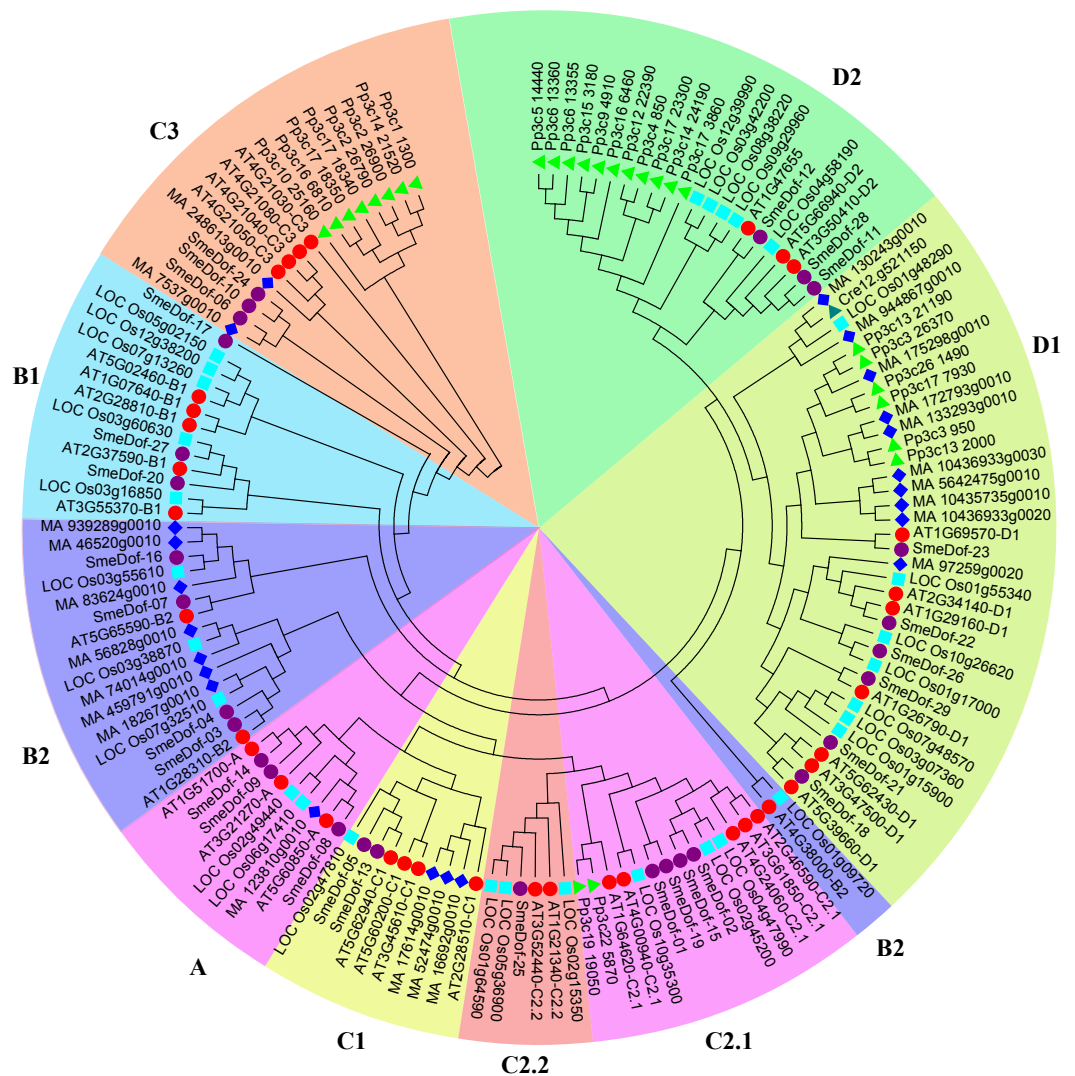 D2
Pp3c5 14440
Pp3c6 13360
Pp3c6 13355
Pp3c15 3180
Pp3c9 4910
Pp3c16 6460
Pp3c12 22390
Pp3c4 850
Pp3c17 23300
Pp3c14 24190
Pp3c17 3860
LOC Os12g39990
LOC Os03g42200
LOC Os08g38220
LOC Os09g29960
AT1G47655
SmeDof-12
LOC Os04g58190
AT5G66940-D2
AT3G50410-D2
SmeDof-28
SmeDof-11
D1
MA 130243g0010
Cre12.g521150
LOC Os01g48290
MA 944867g0010
Pp3c13 21190
Pp3c3 26370
MA 175298g0010
Pp3c26 1490
Pp3c17 7930
MA 172793g0010
MA 133293g0010
Pp3c3 950
Pp3c13 2000
MA 10436933g0030
MA 5642475g0010
MA 10435735g0010
MA 10436933g0020
AT1G69570-D1
SmeDof-23
MA 97259g0020
LOC Os01g55340
AT2G34140-D1
AT1G29160-D1
SmeDof-22
LOC Os10g26620
SmeDof-26
LOC Os01g17000
SmeDof-29
AT1G26790-D1
LOC Os07g48570
LOC Os03g07360
LOC Os01g15900
SmeDof-21
AT5G62430-D1
AT3G47500-D1
SmeDof-18
AT5G39660-D1
B2
LOC Os01g09720
AT4G38000-B2
C2.1
AT2G46590-C2.1
AT3G61850-C2.1
AT4G24060-C2.1
LOC Os04g47990
LOC Os02g45200
SmeDof-02
SmeDof-15
SmeDof-19
SmeDof-01
LOC Os10g35300
AT4G00940-C2.1
AT1G64620-C2.1
Pp3c22 5870
Pp3c19 19050
C2.2
LOC Os02g15350
AT1G21340-C2.2
AT3G52440-C2.2
SmeDof-25
LOC Os05g36900
LOC Os01g64590
C1
AT2G28510-C1
MA 16692g0010
MA 52474g0010
MA 17614g0010
AT3G45610-C1
AT5G60200-C1
AT5G62940-C1
SmeDof-13
SmeDof-05
LOC Os02g47810
A
SmeDof-08
AT5G60850-A
MA 123810g0010
LOC Os06g17410
LOC Os02g49440
AT3G21270-A
SmeDof-09
SmeDof-14
AT1G51700-A
B2
AT1G28310-B2
SmeDof-03
SmeDof-04
LOC Os07g32510
MA 18267g0010
MA 459791g0010
MA 74014g0010
LOC Os03g38870
MA 56828g0010
AT5G65590-B2
SmeDof-07
MA 83624g0010
LOC Os03g55610
SmeDof-16
MA 46520g0010
MA 939289g0010
B1
AT3G55370-B1
LOC Os03g16850
SmeDof-20
AT2G37590-B1
SmeDof-27
LOC Os03g60630
AT2G28810-B1
AT1G07640-B1
AT5G02460-B1
LOC Os07g13260
LOC Os12g38200
LOC Os05g02150
SmeDof-17
C3
MA 7537g0010
SmeDof-06
SmeDof-10
SmeDof-24
MA 248613g0010
AT4G21050-C3
AT4G21040-C3
AT4G21080-C3
AT4G21030-C3
Pp3c10 25160
Pp3c16 6810
Pp3c17 18350
Pp3c17 18340
Pp3c2 26790
Pp3c2 26900
Pp3c14 21520
Pp3c1 1300